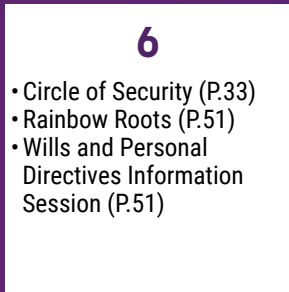 6
• Circle of Security (P.33)
• Rainbow Roots (P.51)
• Wills and Personal
Directives Information
Session (P.51)